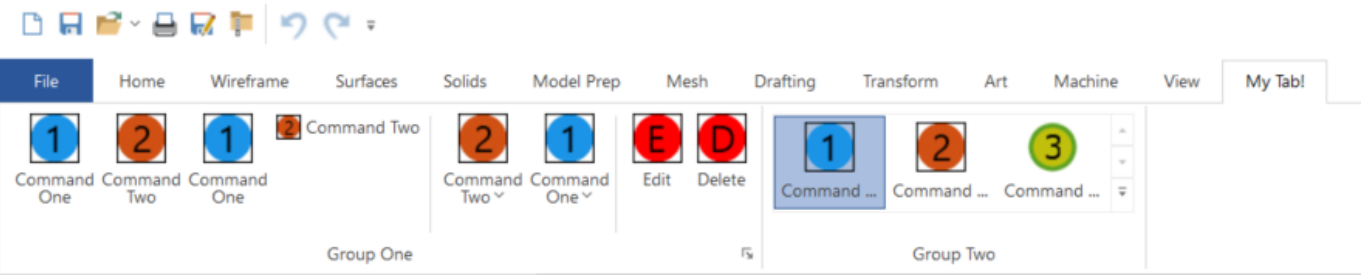 File Home Wireframe Surfaces Solids Model Prep Mesh Drafting Transform Art Machine View My Tab!
1 2 1 2 Command Two 2 1 E D 1 2 3
Command Command Command Command Command Edit Delete Command ... Command ... Command ...
One Two One Two One
Group One Group Two